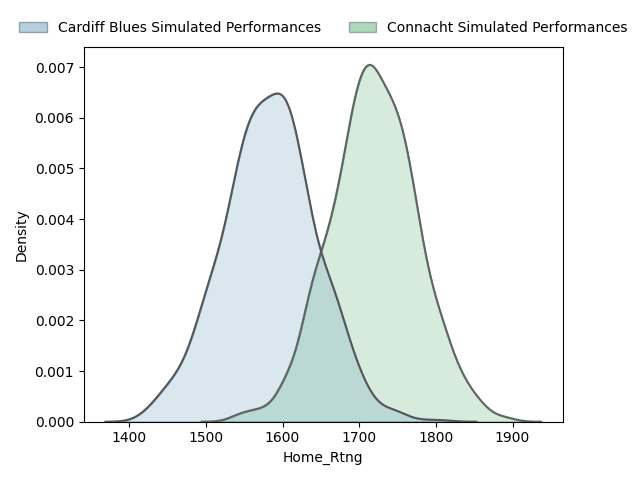 Cardiff Blues Simulated Performances Connacht Simulated Performances
0.007
0.006
0.005
0.004
0.003
0.002
0.001
0.000
Density
1400 1500 1600 1700 1800 1900
Home_Rtng